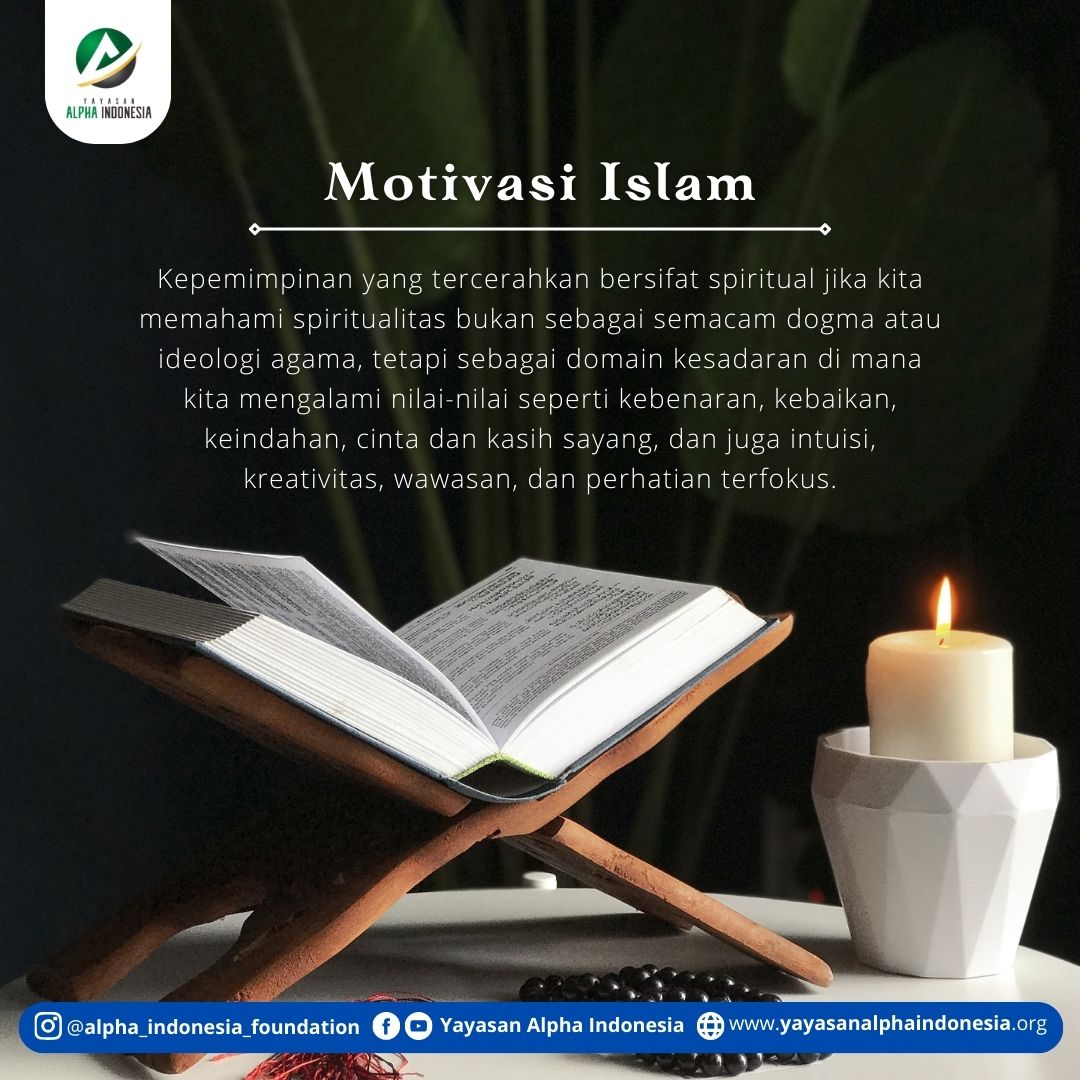 YAYASAN
ALPHA INDONESIA
Motivasi Islam
Kepemimpinan yang tercerahkan bersifat spiritual jika kita
memahami spiritualitas bukan sebagai semacam dogma atau
ideologi agama, tetapi sebagai domain kesadaran di mana
kita mengalami nilai-nilai seperti kebenaran, kebaikan,
keindahan, cinta dan kasih sayang, dan juga intuisi,
kreativitas, wawasan, dan perhatian terfokus.
@alpha_indonesia_foundation Yayasan Alpha Indonesia www.yayasanalphaindonesia.org